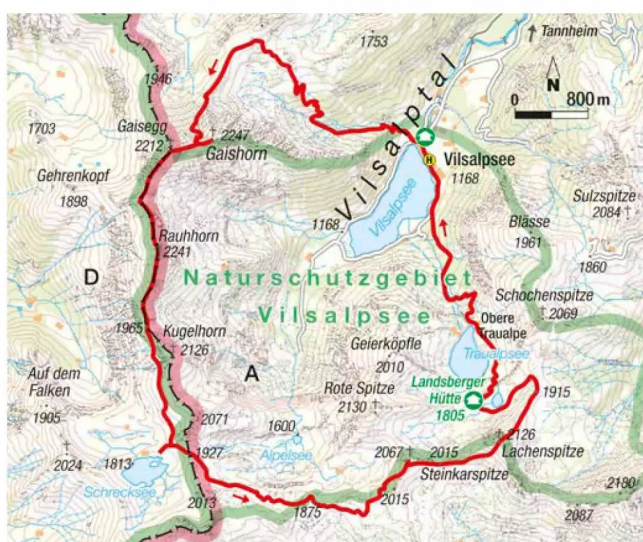 1753
Tannheim
N
0 800 m
1946
Vilsalptal
1703
Gaisegg
2212
2247
Gaishorn
H
Vilsalpsee
1168
Gehrenkopf
1898
Sulzspitze
2084
1168
Vilsalpsee
Blässe
1961
Rauhhorn
2241
1860
D
Naturschutzgebiet
Vilsalpsee
Schochenspitze
2069
1965
Kugelhorn
2126
Geierköpfle
2010
Obere
Traualpe
Traualpsee
Auf dem
Falken
1905
A
Rote Spitze
2130
Landsberger
Hütte
1805
1915
2071
1600
Alpelsee
2126
Lachenspitze
2024
1813
1927
2067
2015
Steinkarspitze
Schrecksee
2013
1875
2015
2180
2087